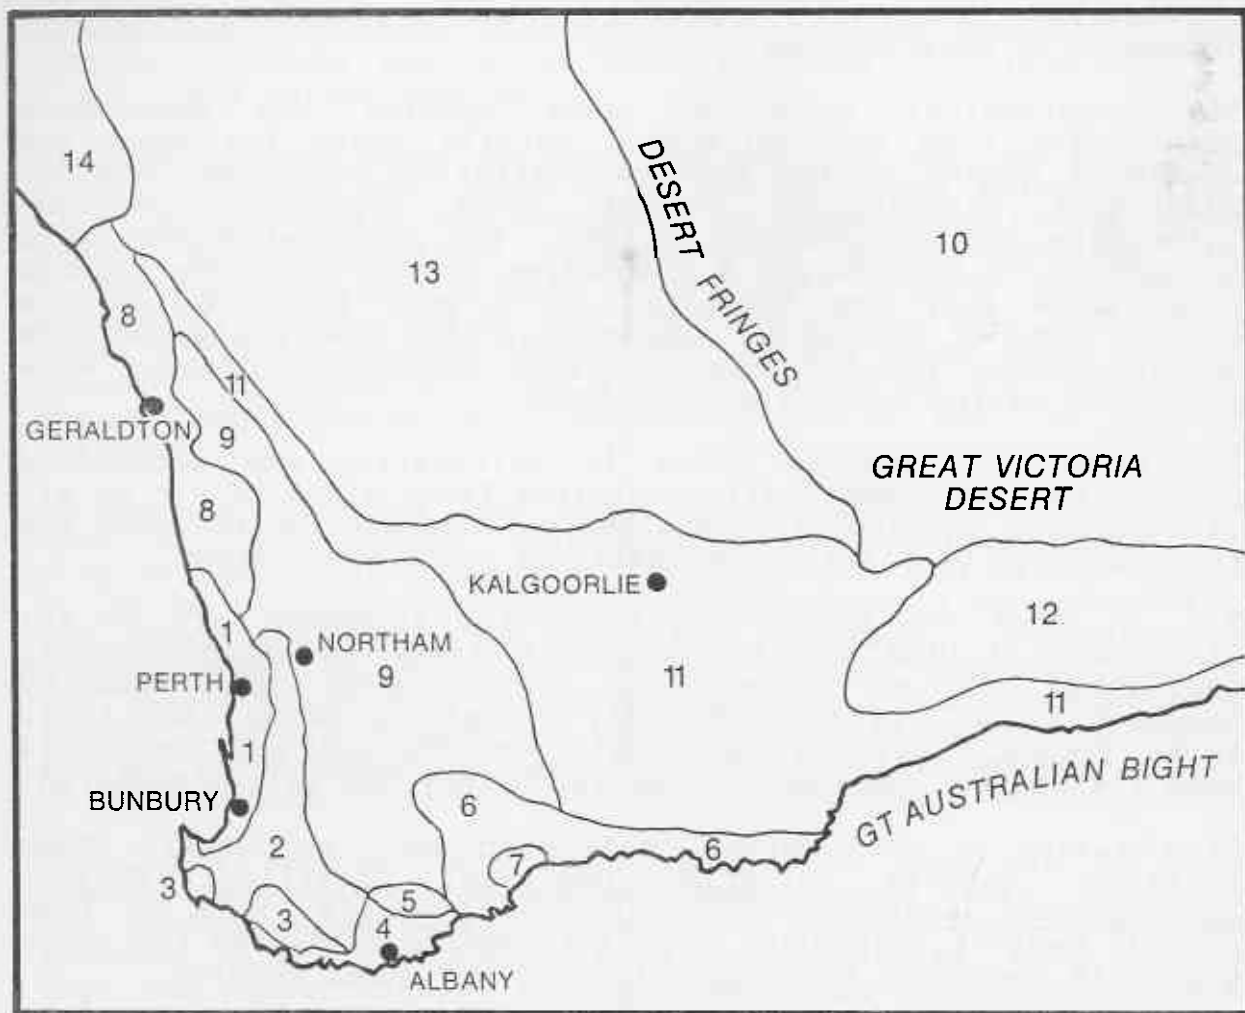 14
13
10
DESERT FRINGES
8
11
GERALDTON
9
GREAT VICTORIA
DESERT
8
KALGOORLIE
12
1
NORTHAM
PERTH
9
11
11
1
BUNBURY
GT AUSTRALIAN BIGHT
6
2
6
7
3
5
3
4
ALBANY